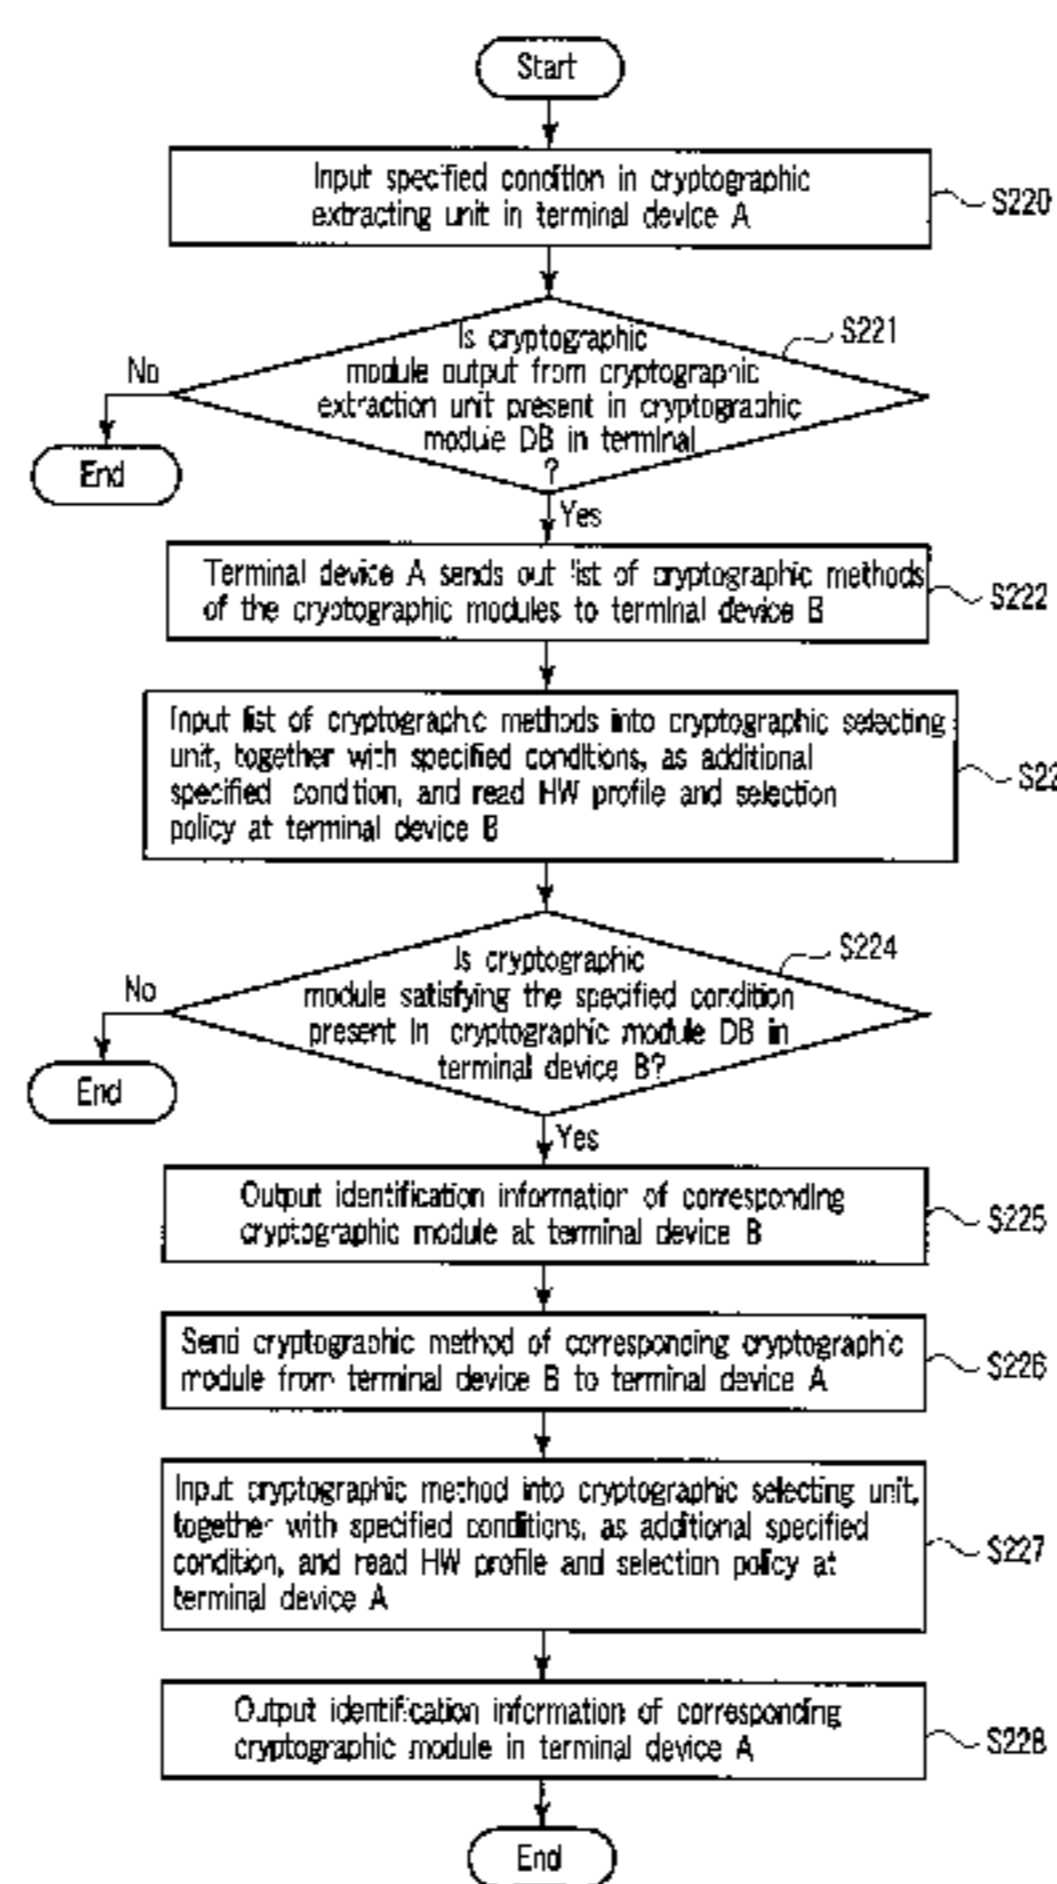 Start
Input specified condition in cryptographic
extracting unit in terminal device A
S220
Is cryptographic
module output from cryptographic
extraction unit present in cryptographic
module DB in terminal
?
S221
No
End
Yes
Terminal device A sends out list of cryptographic methods
of the cryptographic modules to terminal device B
S222
Input list of cryptographic methods into cryptographic selecting
unit, together with specified conditions, as additional
specified condition, and read HW profile and selection
policy at terminal device B
S22
Is cryptographic
module satisfying the specified condition
present in cryptographic module DB in
terminal device B?
S224
No
End
Yes
Output identification information of corresponding
cryptographic module at terminal device B
S225
Send cryptographic method of corresponding cryptographic
module from terminal device B to terminal device A
S226
Input cryptographic method into cryptographic selecting unit,
together with specified conditions, as additional specified
condition, and read HW profile and selection policy at
terminal device A
S227
Output identification information of corresponding
cryptographic module in terminal device A
S228
End